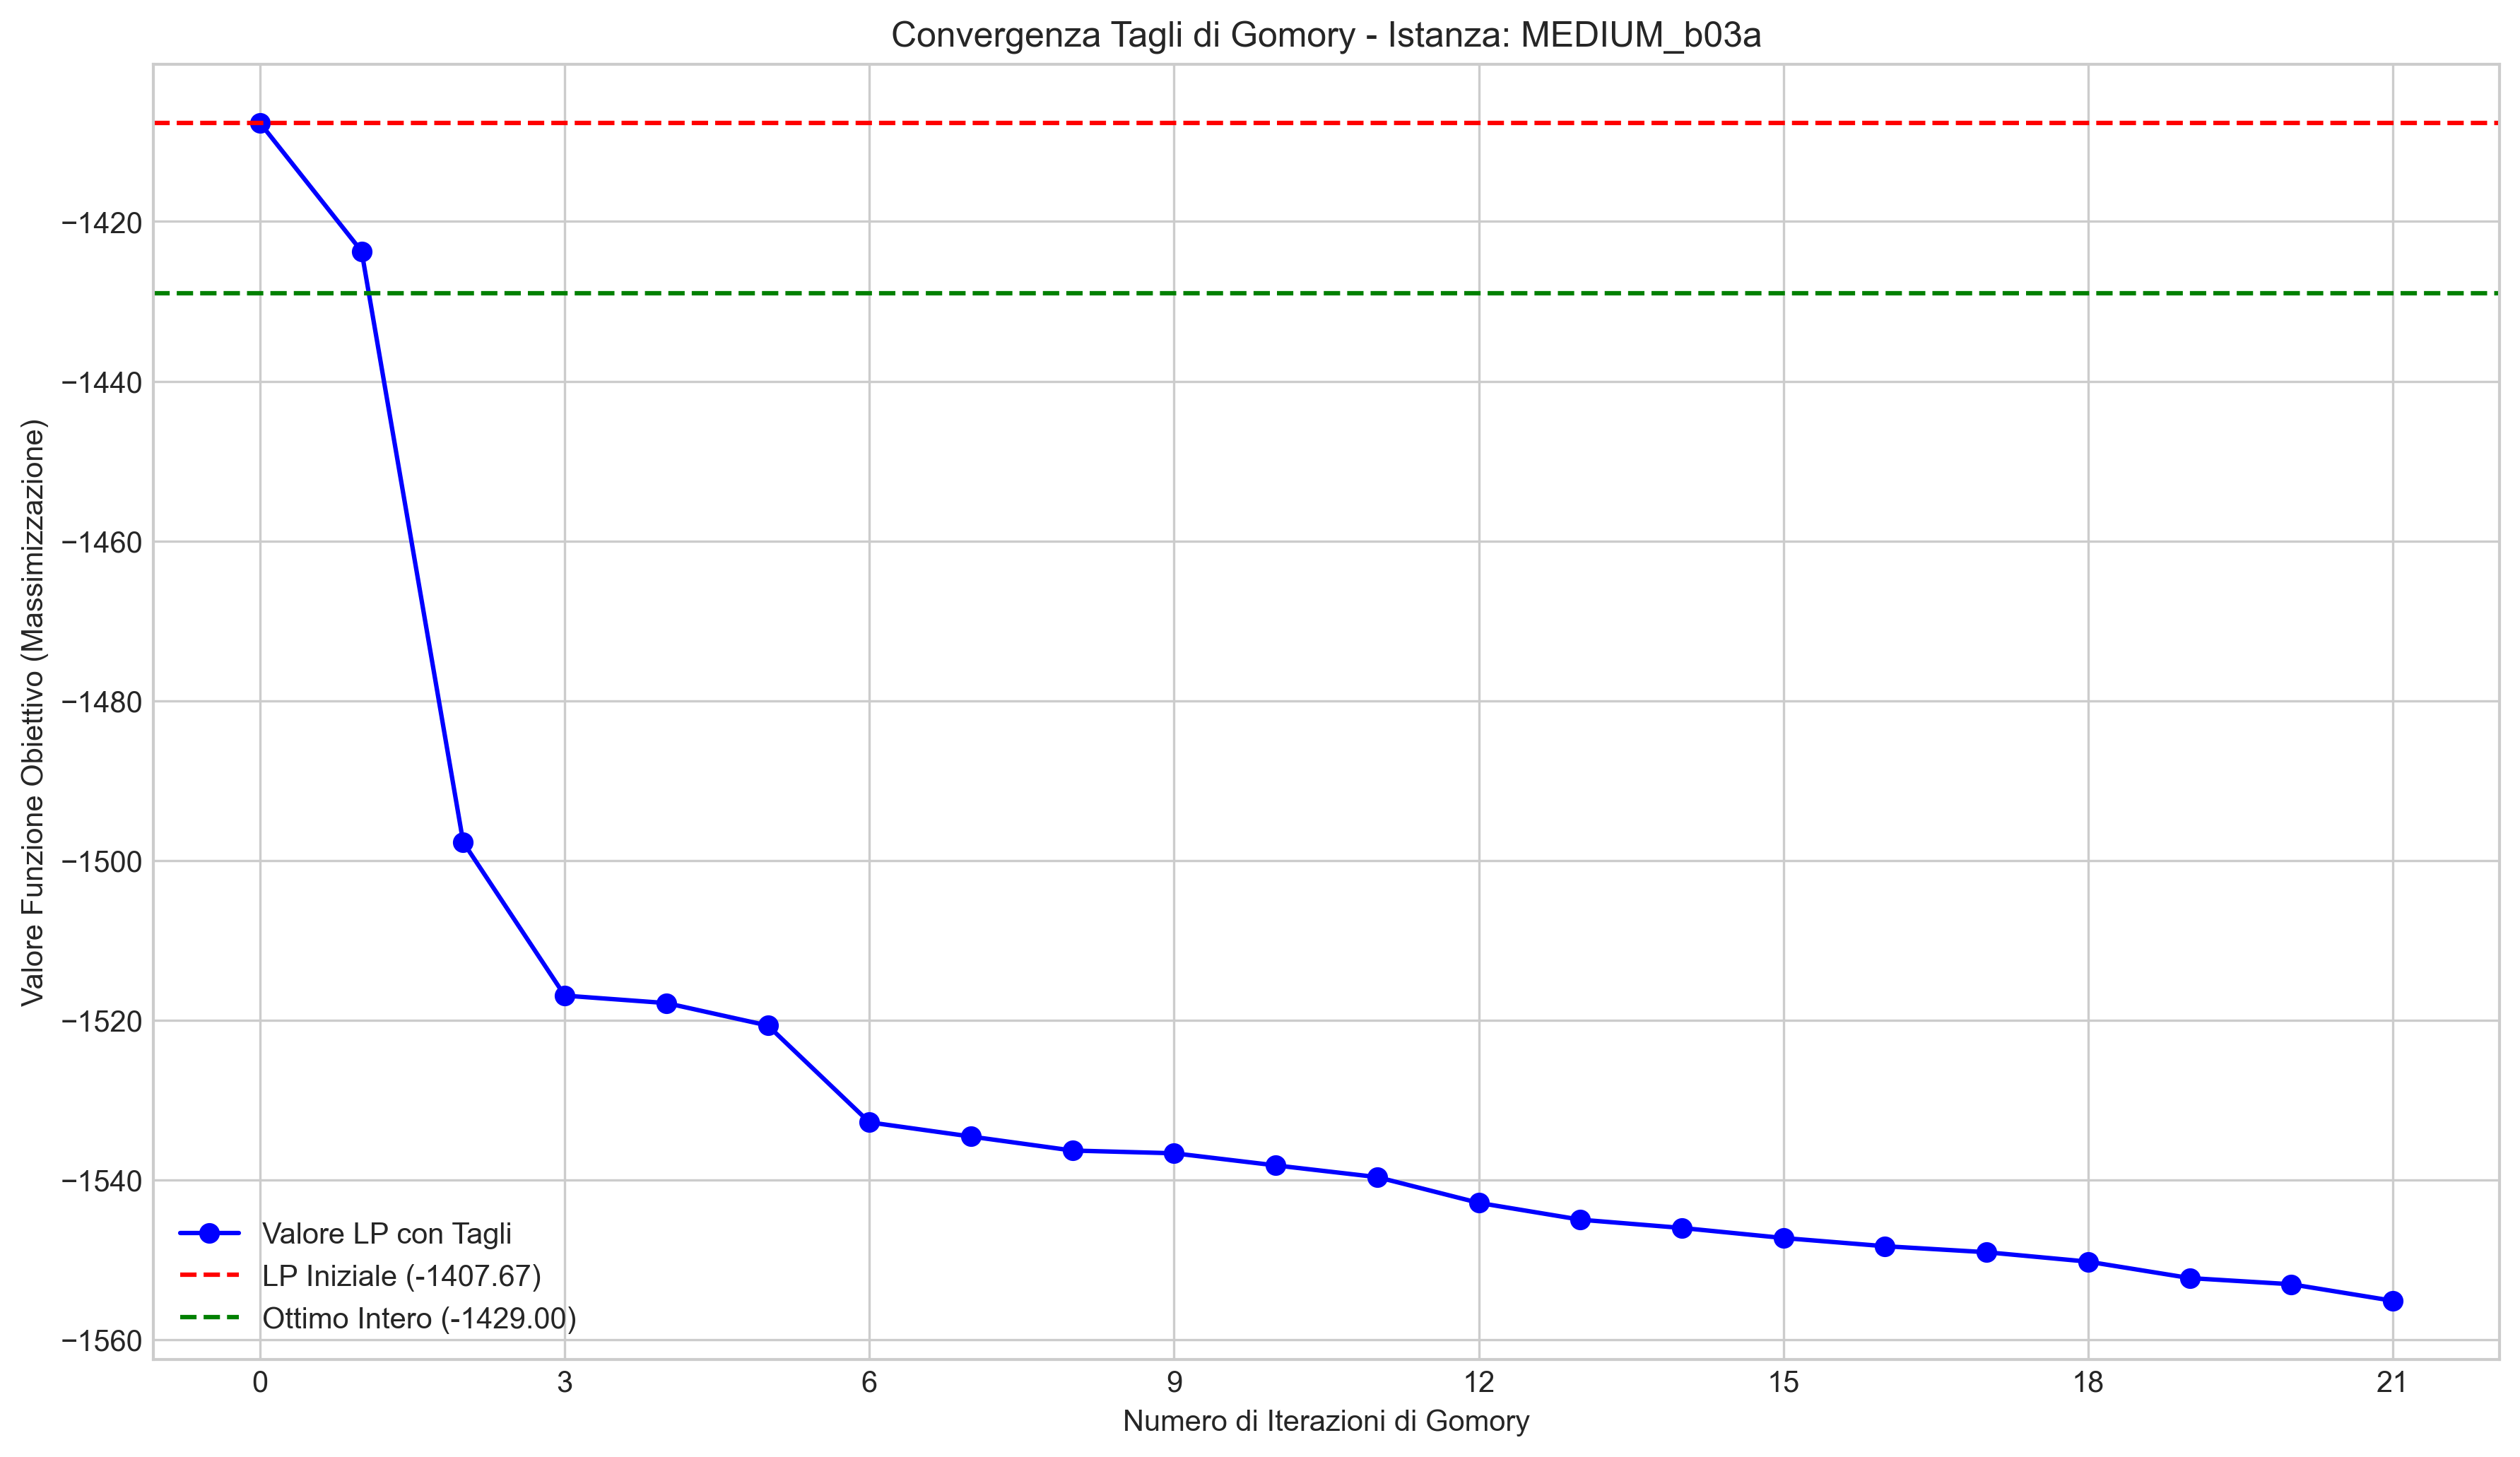 Convergenza Tagli di Gomory - Istanza: MEDIUM_b03a
Valore Funzione Obiettivo (Massimizzazione)
−1420
−1440
−1460
−1480
−1500
−1520
−1540
−1560
Valore LP con Tagli
LP Iniziale (-1407.67)
Ottimo Intero (-1429.00)
0 3 6 9 12 15 18 21
Numero di Iterazioni di Gomory